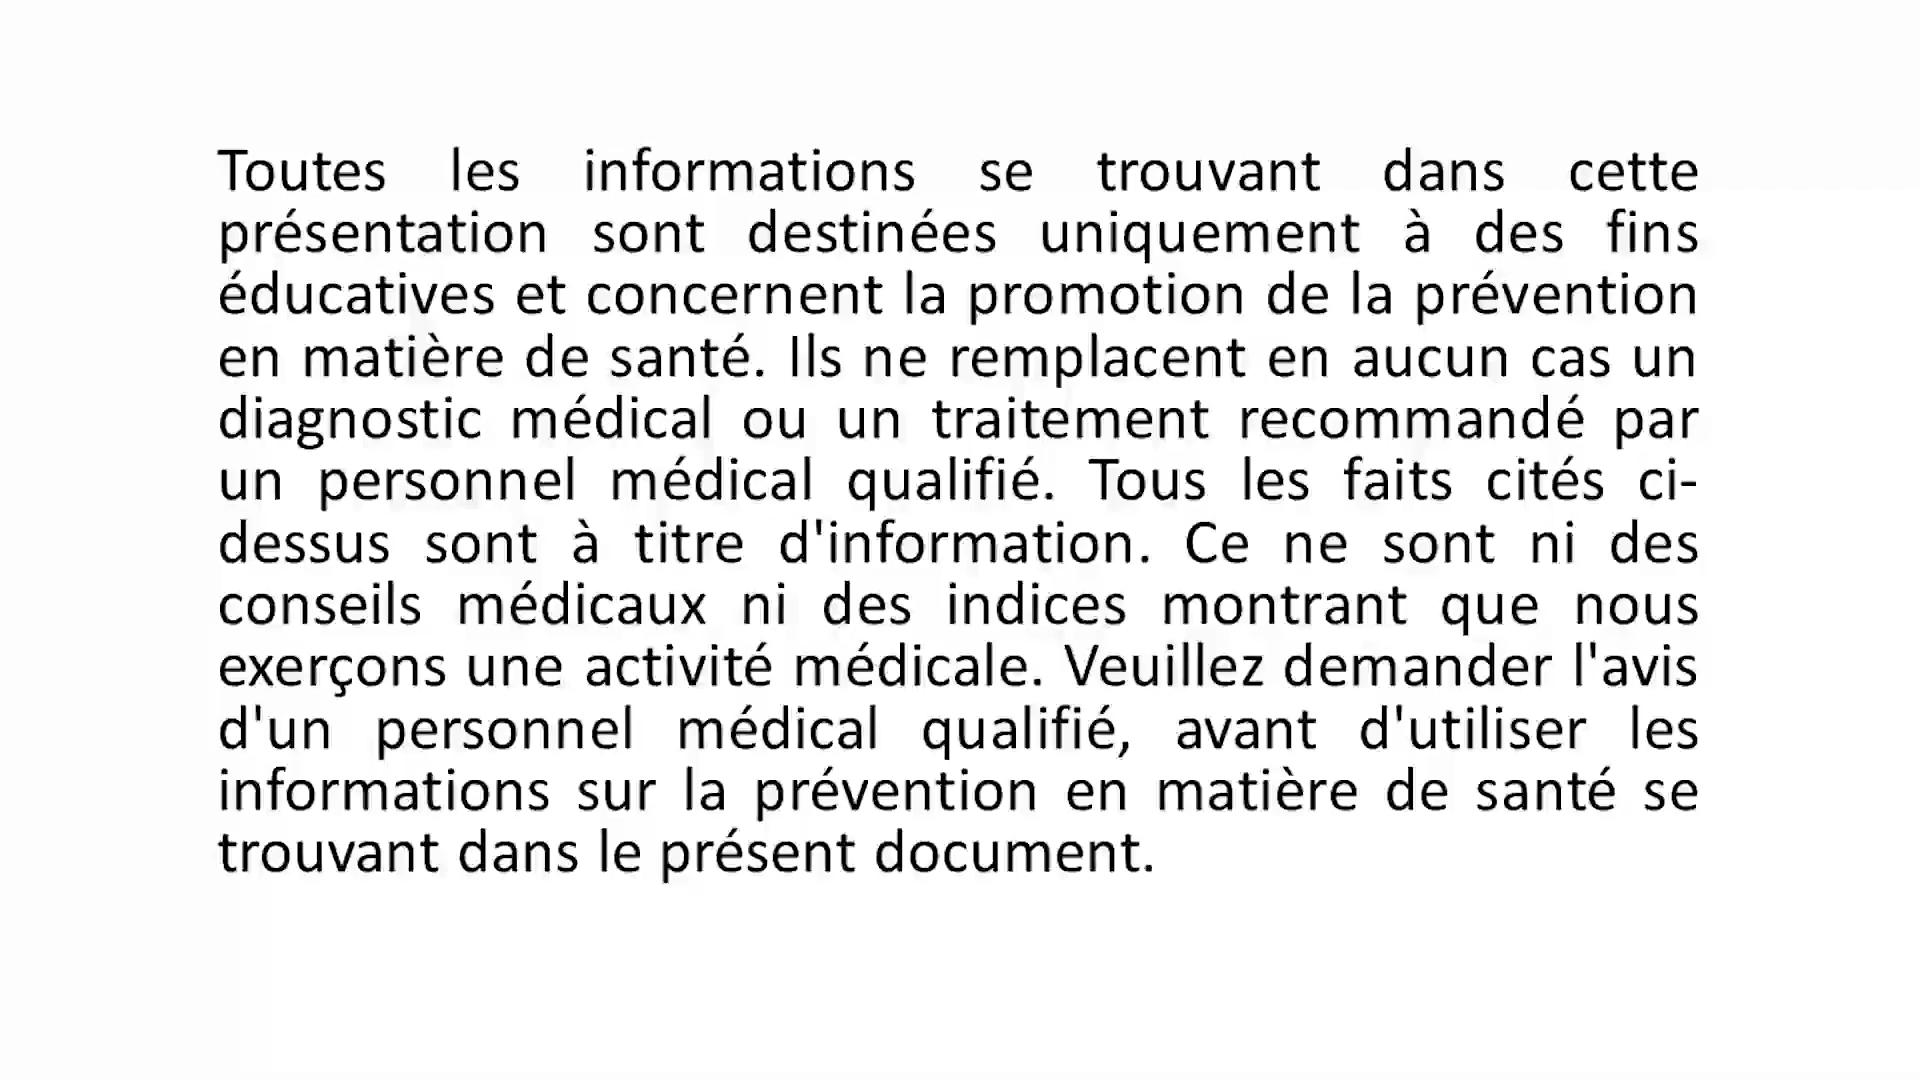 Toutes les informations se trouvant dans cette
présentation sont destinées uniquement à des fins
éducatives et concernent la promotion de la prévention
en matière de santé. Ils ne remplacent en aucun cas un
diagnostic médical ou un traitement recommandé par
un personnel médical qualifié. Tous les faits cités ci-
dessus sont à titre d'information. Ce ne sont ni des
conseils médicaux ni des indices montrant que nous
exerçons une activité médicale. Veuillez demander l'avis
d'un personnel médical qualifié, avant d'utiliser les
informations sur la prévention en matière de santé se
trouvant dans le présent document.